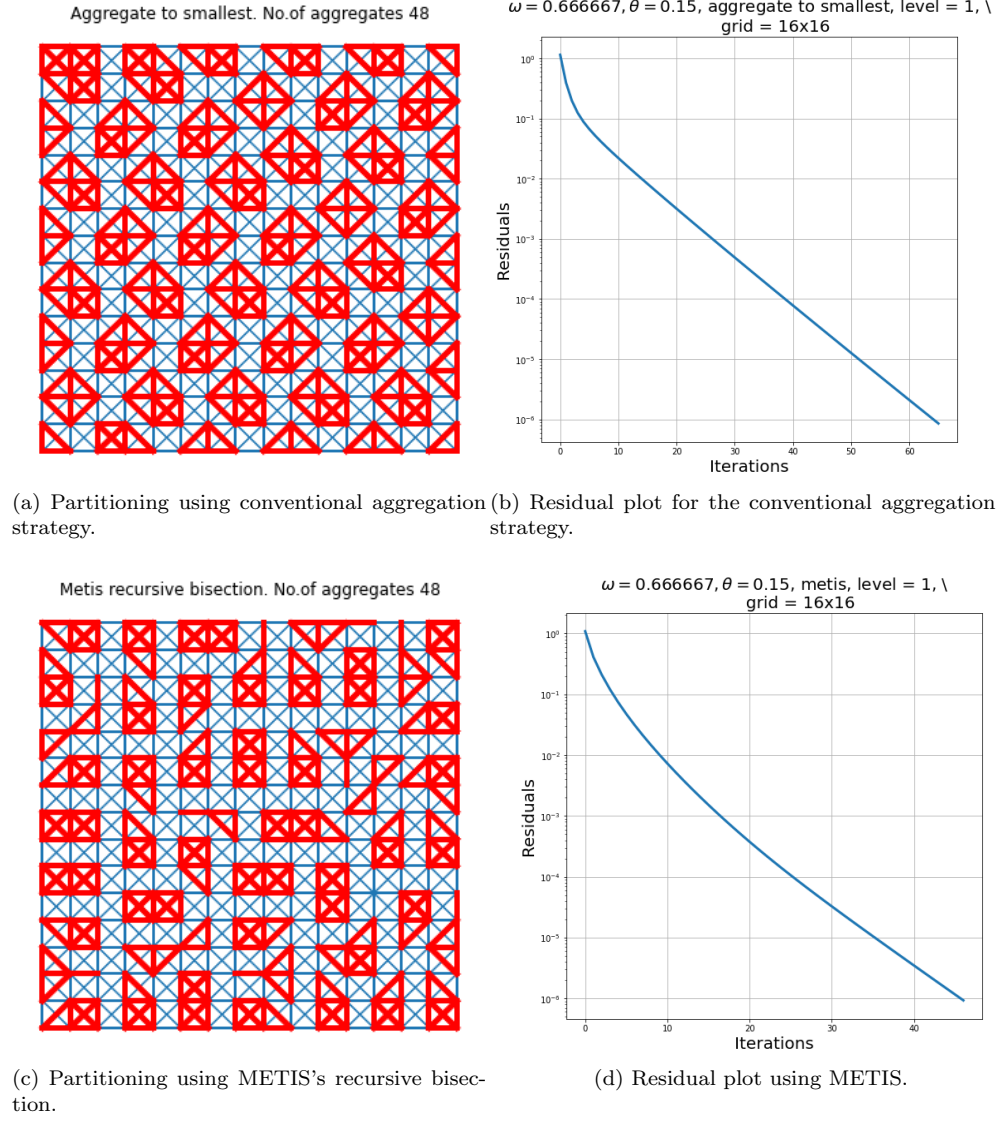 Aggregate to smallest. No.of aggregates 48
ω = 0.666667, θ = 0.15, aggregate to smallest, level = 1, \
grid = 16x16
10⁰
10⁻¹
10⁻²
10⁻³
10⁻⁴
10⁻⁵
10⁻⁶
Residuals
0 10 20 30 40 50 60
Iterations
(a) Partitioning using conventional aggregation
strategy.
(b) Residual plot for the conventional aggregation
strategy.
Metis recursive bisection. No.of aggregates 48
ω = 0.666667, θ = 0.15, metis, level = 1, \
grid = 16x16
10⁰
10⁻¹
10⁻²
10⁻³
10⁻⁴
10⁻⁵
10⁻⁶
Residuals
0 10 20 30 40
Iterations
(c) Partitioning using METIS's recursive bisec-
tion.
(d) Residual plot using METIS.